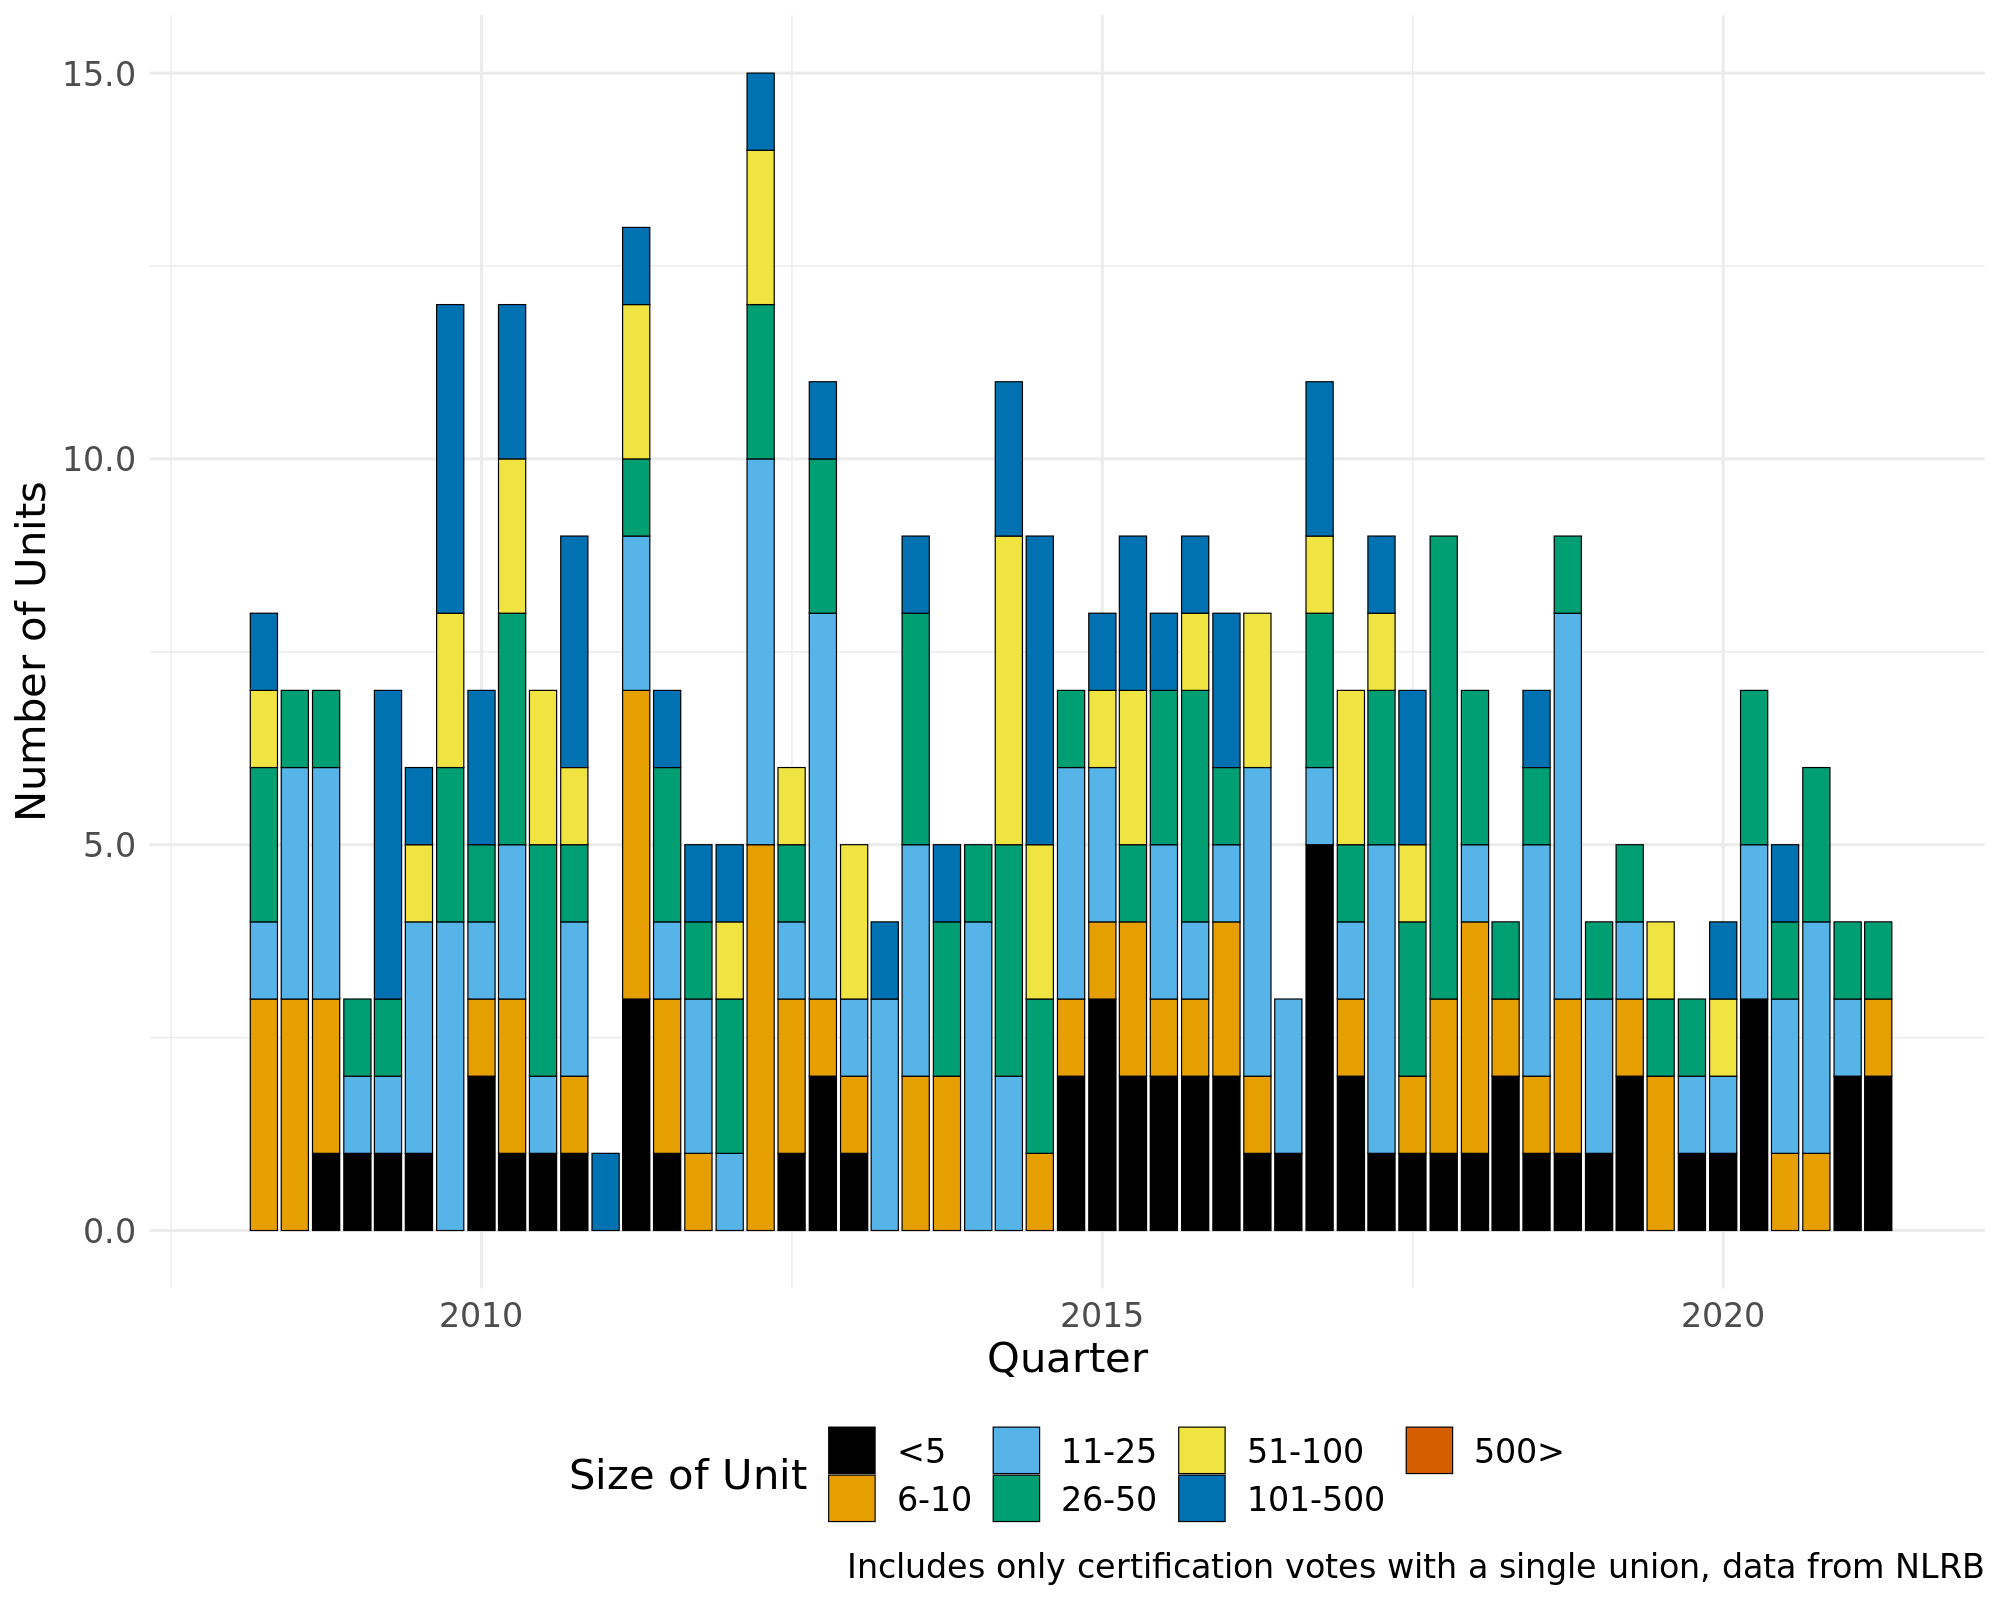 15.0
10.0
5.0
0.0
Number of Units
2010 2015 2020
Quarter
Size of Unit
<5 11-25 51-100 500>
6-10 26-50 101-500
Includes only certification votes with a single union, data from NLRB